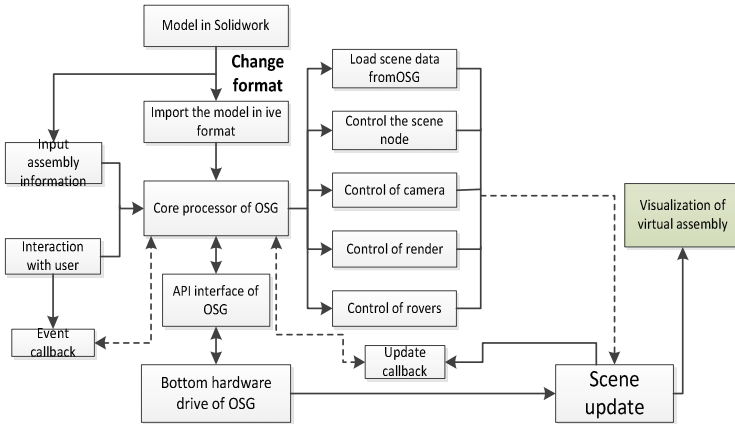 Model in Solidwork
Change
format
Load scene data
fromOSG
Import the model in ive
format
Control the scene
node
Input
assembly
information
Control of camera
Core processor of OSG
Visualization of
virtual assembly
Interaction
with user
Control of render
API interface of
OSG
Control of rovers
Event
callback
Update
callback
Bottom hardware
drive of OSG
Scene
update